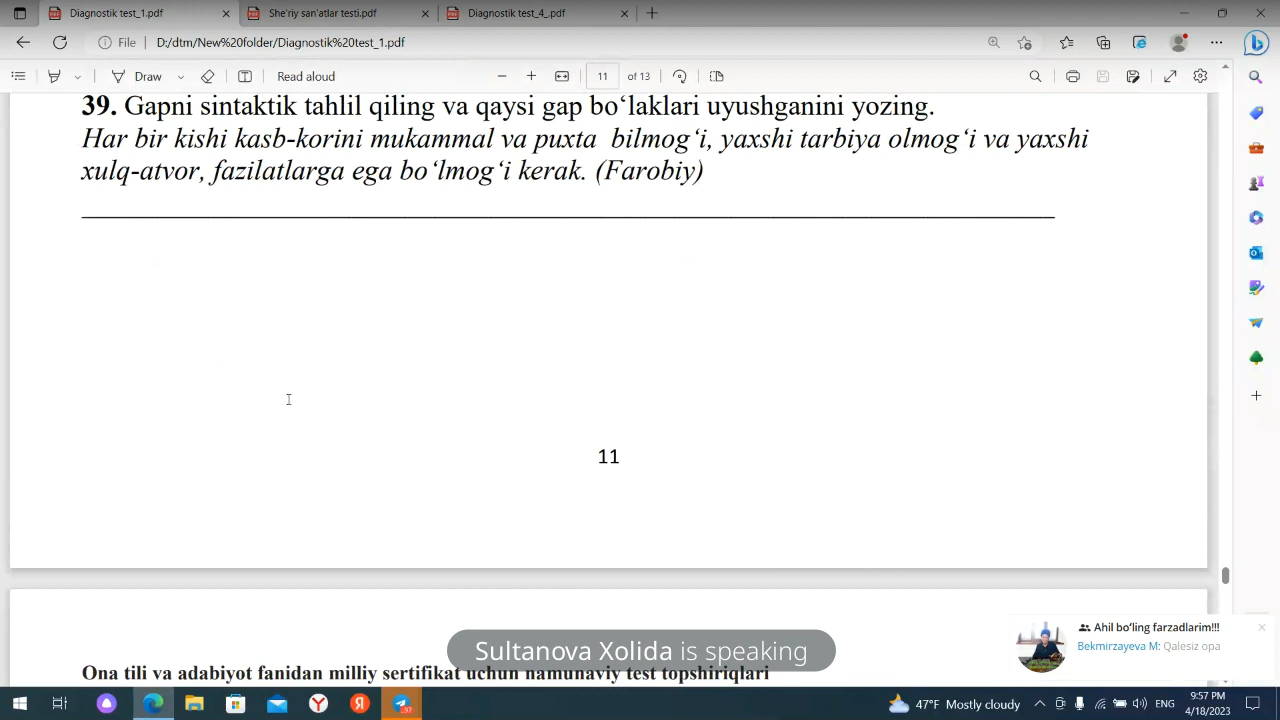 Diagnostik test_1.pdf
She'riy san'atlar testi.pdf
Diagnostik test_4_.pdf
File
D:/dtm/New%20folder/Diagnostik%20test_1.pdf
Draw
Read aloud
11
of 13
39. Gapni sintaktik tahlil qiling va qaysi gap bo‘laklari uyushganini yozing.
Har bir kishi kasb-korini mukammal va puxta bilmog‘i, yaxshi tarbiya olmog‘i va yaxshi
xulq-atvor, fazilatlarga ega bo‘lmog‘i kerak. (Farobiy)
11
Ahil bo‘ling farzadlarim!!!
Bekmirzayeva M: Qalesiz opa
Sultanova Xolida is speaking
Ona tili va adabiyot fanidan milliy sertifikat uchun namunaviy test topshiriqlari
47°F Mostly cloudy
ENG
9:57 PM
4/18/2023